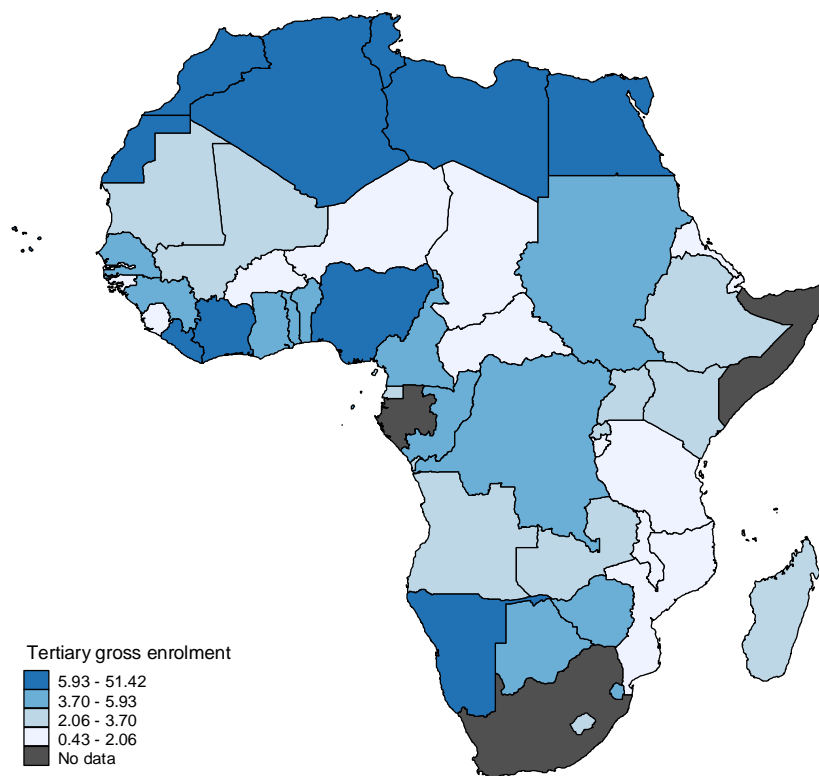 Tertiary gross enrolment
5.93 - 51.42
3.70 - 5.93
2.06 - 3.70
0.43 - 2.06
No data